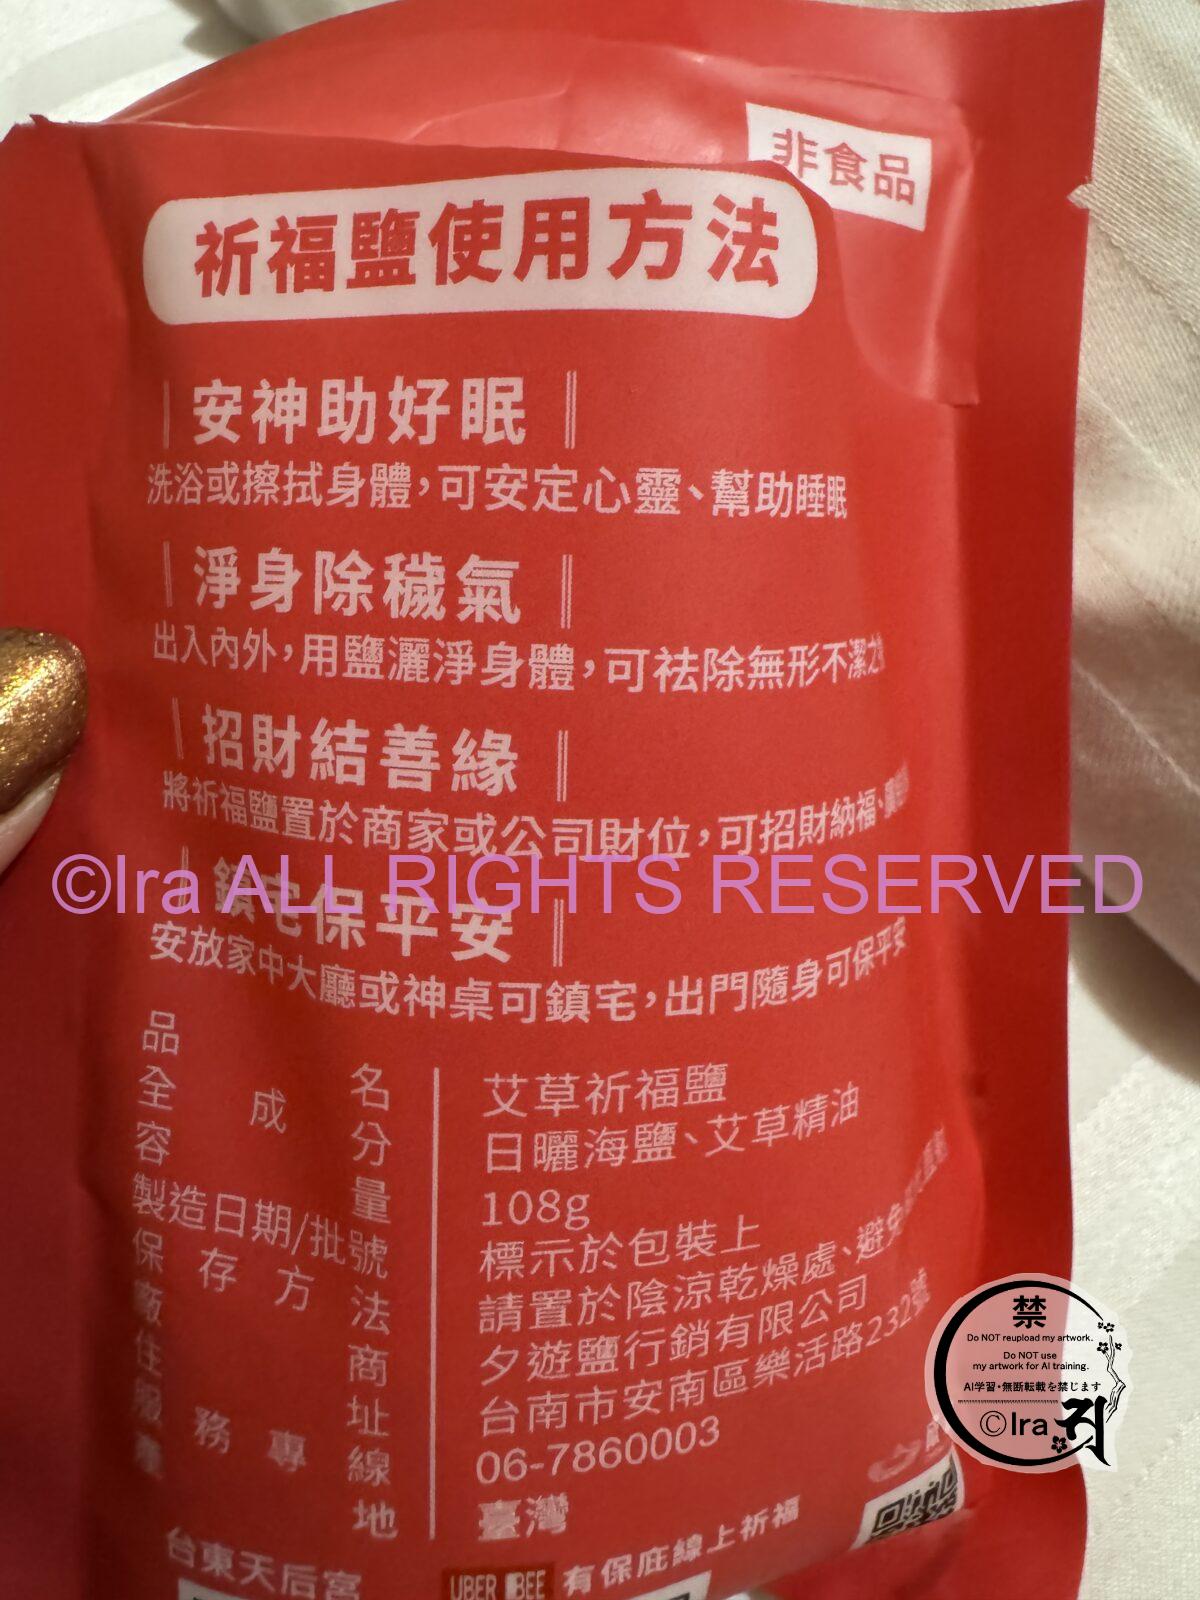 非食品
祈福鹽使用方法
安神助好眠
洗浴或擦拭身體，可安定心靈、幫助睡眠
淨身除穢氣
出入內外，用鹽灑淨身體，可祛除無形不潔之
招財結善緣
將祈福鹽置於商家或公司財位，可招財納福、
©Ira ALL RIGHTS RESERVED
鎮宅保平安
安放家中大廳或神桌可鎮宅，出門隨身可保平安
品名 艾草祈福鹽
全成分 日曬海鹽、艾草精油
容量 108g
製造日期/批號 標示於包裝上
保存方法 請置於陰涼乾燥處、避免
廠商 夕遊鹽行銷有限公司
住址 台南市安南區樂活路232號
服務專線 06-7860003
產地 臺灣
台東天后宮
UBER BEE 有保庇線上祈福
禁
Do NOT reupload my artwork.
Do NOT use
my artwork for AI training.
AI学習・無断転載を禁じます
©Ira